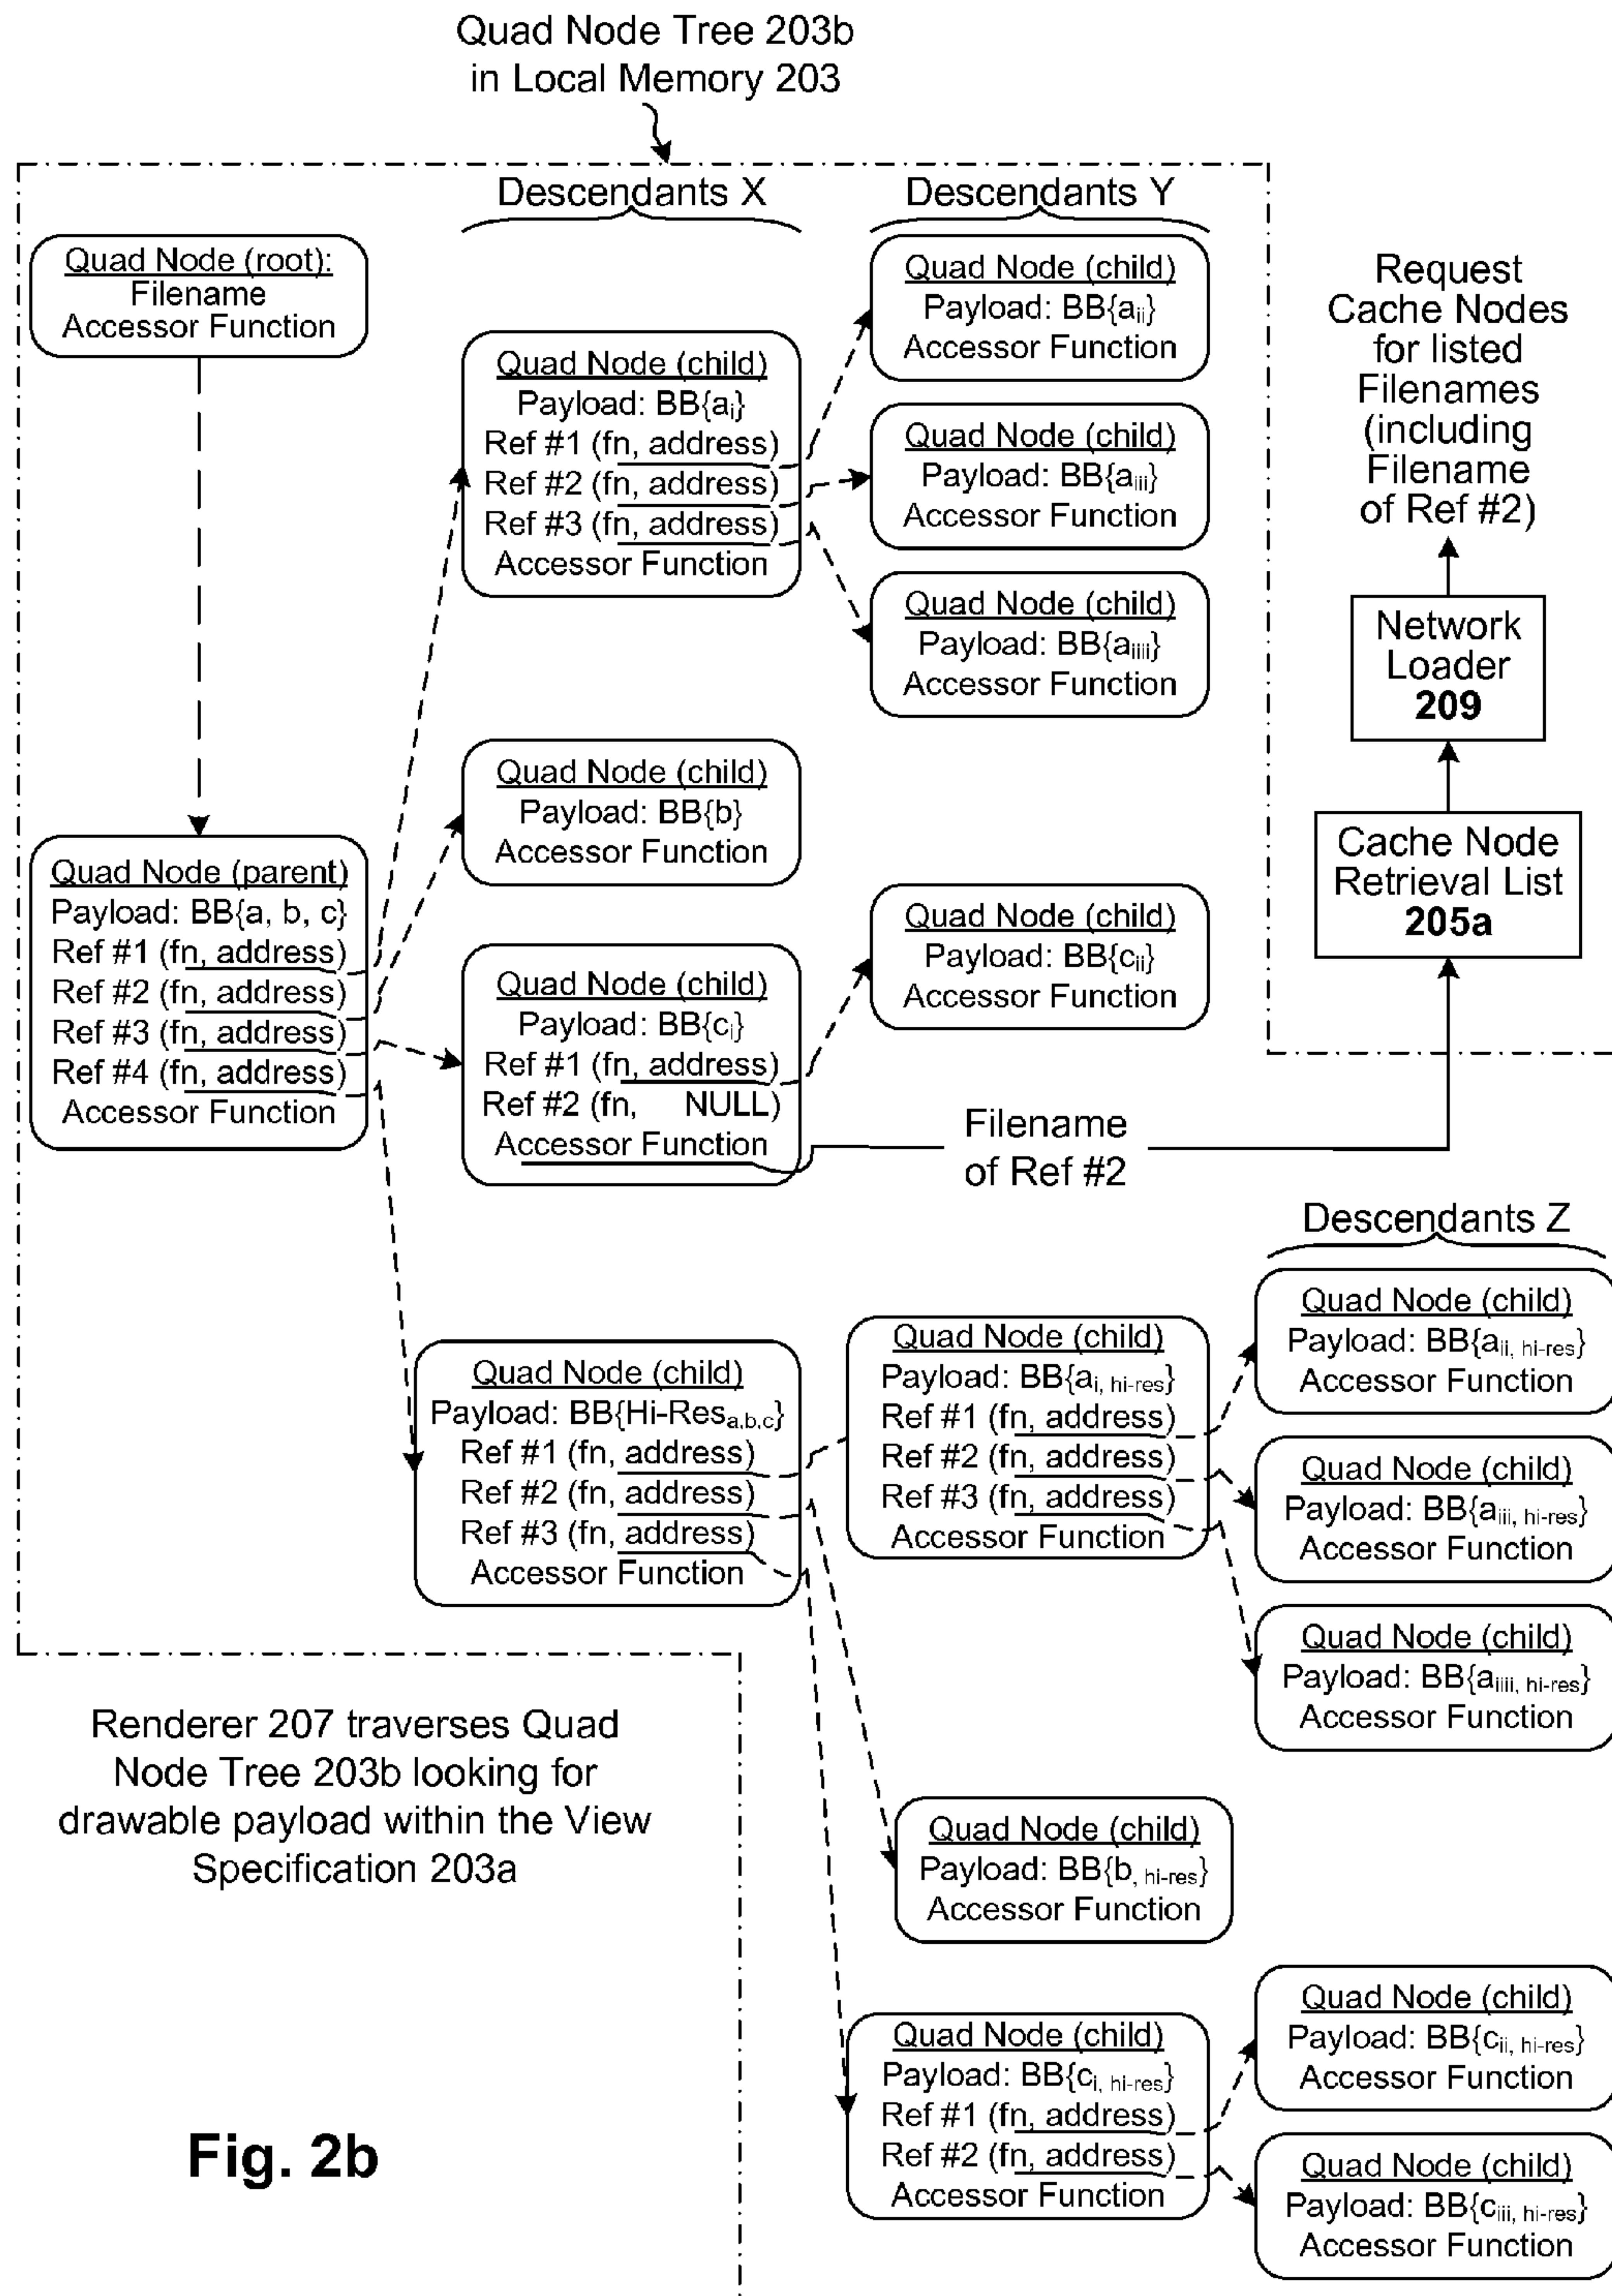 Quad Node Tree 203b
in Local Memory 203
Descendants X
Descendants Y
Quad Node (root):
Filename
Accessor Function
Quad Node (child)
Payload: BB{aᵢ}
Ref #1 (fn, address)
Ref #2 (fn, address)
Ref #3 (fn, address)
Accessor Function
Quad Node (child)
Payload: BB{aᵢᵢ}
Accessor Function
Quad Node (child)
Payload: BB{aᵢᵢᵢ}
Accessor Function
Quad Node (child)
Payload: BB{aᵢᵢᵢᵢ}
Accessor Function
Request
Cache Nodes
for listed
Filenames
(including
Filename
of Ref #2)
Network
Loader
209
Cache Node
Retrieval List
205a
Quad Node (parent)
Payload: BB{a, b, c}
Ref #1 (fn, address)
Ref #2 (fn, address)
Ref #3 (fn, address)
Ref #4 (fn, address)
Accessor Function
Quad Node (child)
Payload: BB{b}
Accessor Function
Quad Node (child)
Payload: BB{cᵢ}
Ref #1 (fn, address)
Ref #2 (fn, NULL)
Accessor Function
Quad Node (child)
Payload: BB{cᵢᵢ}
Accessor Function
Filename
of Ref #2
Descendants Z
Quad Node (child)
Payload: BB{Hi-Res a,b,c}
Ref #1 (fn, address)
Ref #2 (fn, address)
Ref #3 (fn, address)
Accessor Function
Quad Node (child)
Payload: BB{aᵢ, hi-res}
Ref #1 (fn, address)
Ref #2 (fn, address)
Ref #3 (fn, address)
Accessor Function
Quad Node (child)
Payload: BB{aᵢᵢ, hi-res}
Accessor Function
Quad Node (child)
Payload: BB{aᵢᵢᵢ, hi-res}
Accessor Function
Quad Node (child)
Payload: BB{aᵢᵢᵢᵢ, hi-res}
Accessor Function
Renderer 207 traverses Quad
Node Tree 203b looking for
drawable payload within the View
Specification 203a
Quad Node (child)
Payload: BB{b, hi-res}
Accessor Function
Quad Node (child)
Payload: BB{cᵢ, hi-res}
Ref #1 (fn, address)
Ref #2 (fn, address)
Accessor Function
Quad Node (child)
Payload: BB{cᵢᵢ, hi-res}
Accessor Function
Quad Node (child)
Payload: BB{cᵢᵢᵢ, hi-res}
Accessor Function
Fig. 2b